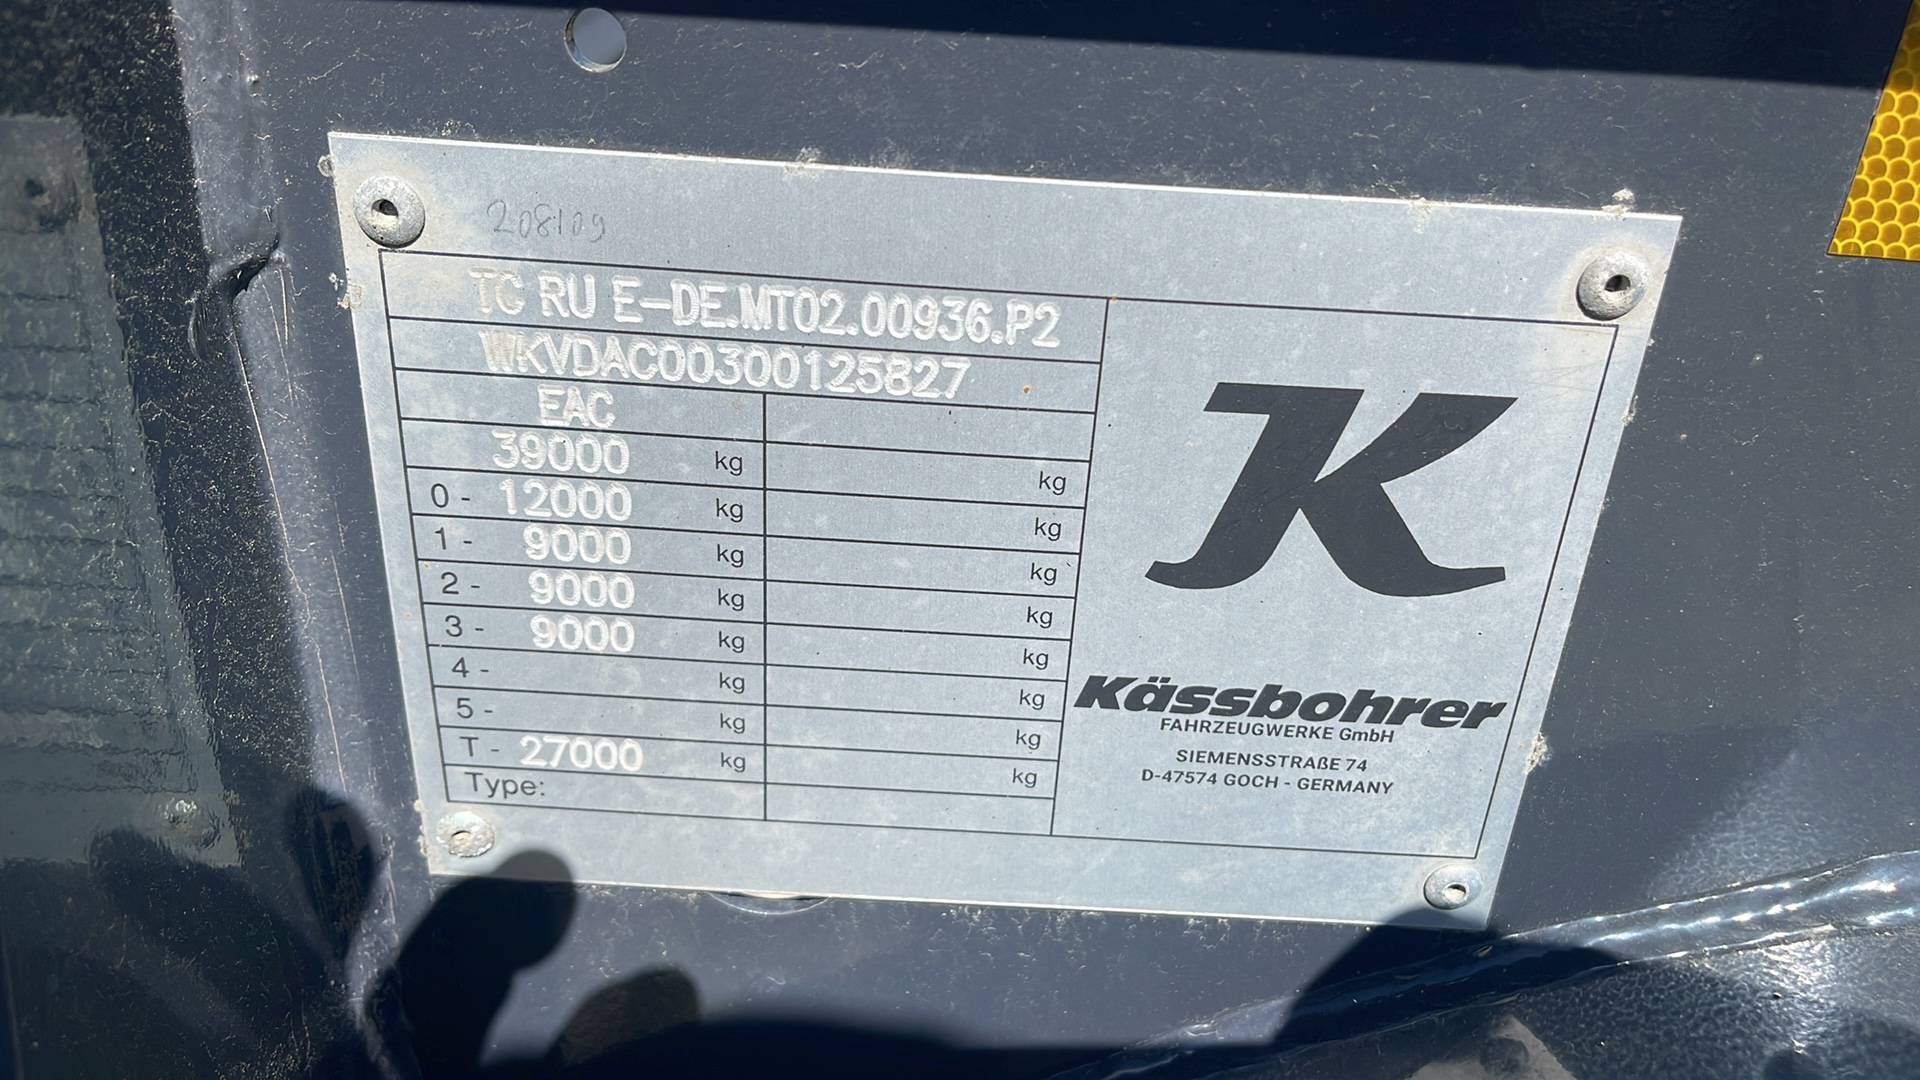 208109
TC RU E-DE.MT02.00936.P2
WKVDAC00300125827
EAC
39000 kg kg
0 - 12000 kg kg
1 - 9000 kg kg
2 - 9000 kg kg
3 - 9000 kg kg
4 - kg kg
5 - kg kg
T - 27000 kg kg
Type:
K
Kässbohrer
FAHRZEUGWERKE GmbH
SIEMENSSTRAßE 74
D-47574 GOCH - GERMANY